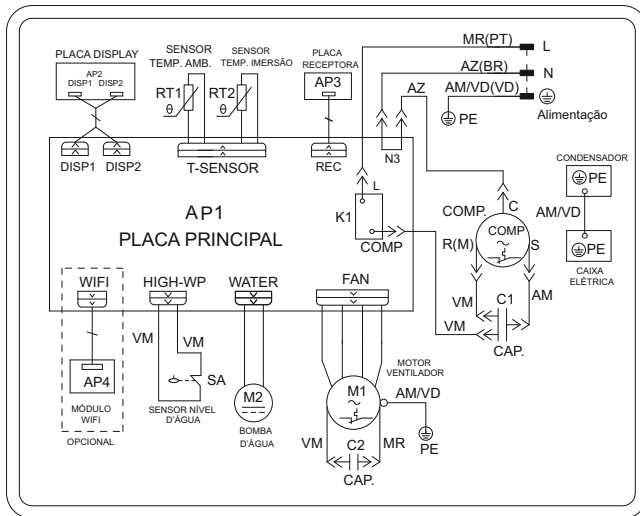 PLACA DISPLAY
AP2
DISP1 DISP2
DISP1
DISP2
SENSOR
TEMP. AMB.
SENSOR
TEMP. IMERSÃO
RT1
θ
RT2
θ
T-SENSOR
PLACA
RECEPTORA
AP3
REC
MR(PT)
L
AZ(BR)
N
AZ
AM/VD(VD)
PE
Alimentação
N3
L
K1
COMP
AP1
PLACA PRINCIPAL
CONDENSADOR
PE
AM/VD
PE
CAIXA
ELÉTRICA
COMP.
C
COMP
R(M)
S
VM
C1
AM
VM
CAP.
WIFI
AP4
MÓDULO
WIFI
OPCIONAL
HIGH-WP
VM
VM
SA
SENSOR NÍVEL
D'ÁGUA
WATER
M2
BOMBA
D'ÁGUA
FAN
MOTOR
VENTILADOR
M1
AM/VD
PE
VM
C2
MR
CAP.